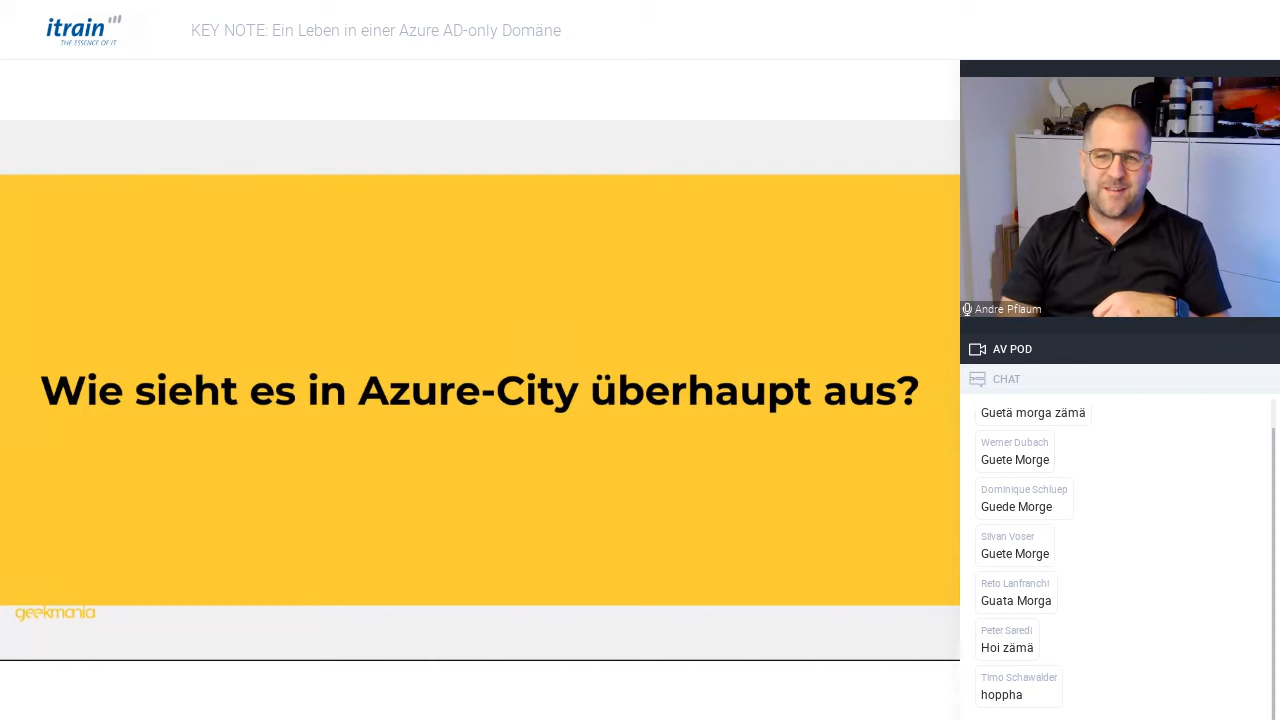 itrain
THE ESSENCE OF IT
KEY NOTE: Ein Leben in einer Azure AD-only Domäne
Wie sieht es in Azure-City überhaupt aus?
geekmania
Andre Pflaum
AV POD
CHAT
Guetä morga zämä
Werner Dubach
Guete Morge
Dominique Schluep
Guede Morge
Silvan Voser
Guete Morge
Reto Lanfranchi
Guata Morga
Peter Saredi
Hoi zämä
Timo Schawalder
hoppha